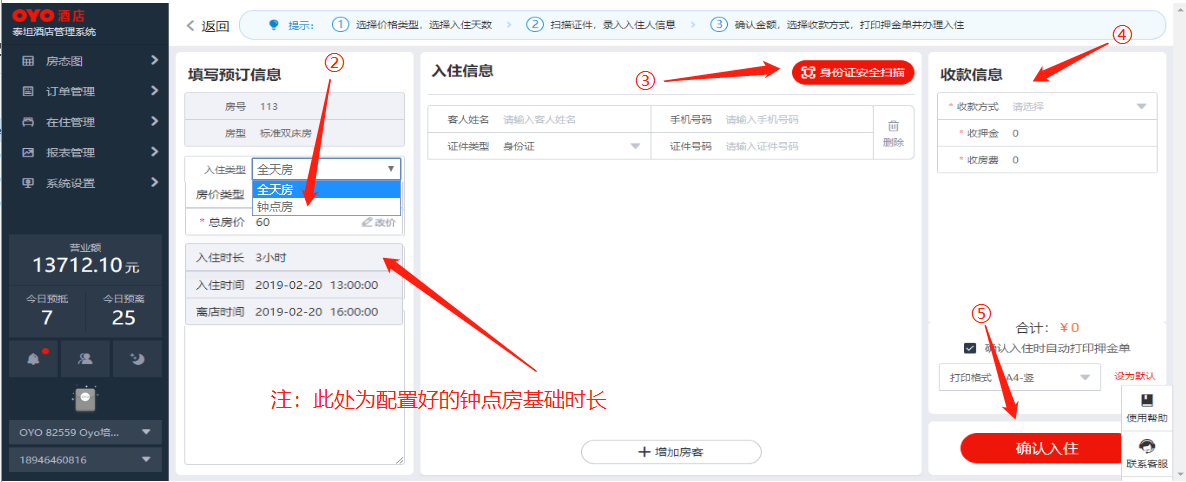 OYO 酒店
泰坦酒店管理系统
房态图
订单管理
在住管理
报表管理
系统设置
营业额
13712.10 元
今日预抵
7
今日预离
25
OYO 82559 Oyo培...
18946460816
返回
提示: ① 选择价格类型，选择入住天数 ② 扫描证件，录入入住人信息 ③ 确认金额，选择收款方式，打印押金单并办理入住
填写预订信息
②
房号 113
房型 标准双床房
入住类型 全天房
全天房
钟点房
房价类型
* 总房价 60 改价
入住时长 3小时
入住时间 2019-02-20 13:00:00
离店时间 2019-02-20 16:00:00
注：此处为配置好的钟点房基础时长
入住信息
③
身份证安全扫描
客人姓名 请输入客人姓名 手机号码 请输入手机号码
证件类型 身份证 证件号码 请输入证件号码
删除
增加房客
④
收款信息
* 收款方式 请选择
* 收押金 0
* 收房费 0
⑤
合计: ￥0
确认入住时自动打印押金单
打印格式 A4-竖 设为默认
确认入住
使用帮助
联系客服